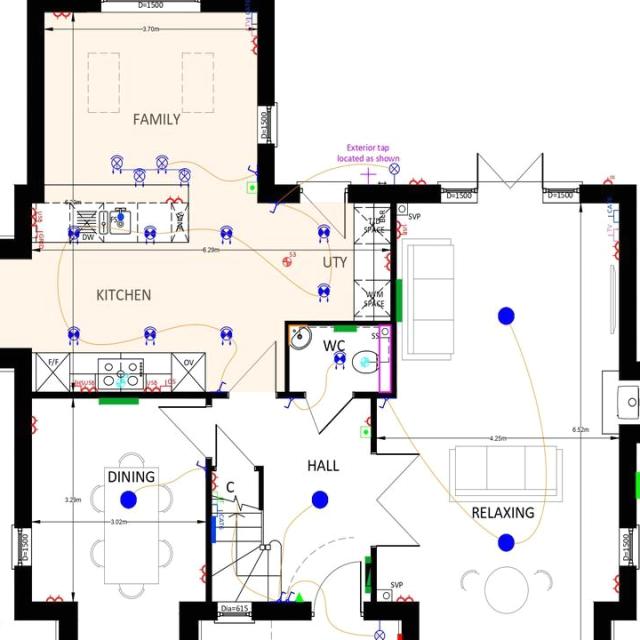 D=1500
3.70m
D=1500
FAMILY
Exterior tap
located as shown
D=1500
D=1500
SVP
DW
6.29m
S3
UTY
SPACE
W/M
SPACE
KITCHEN
F/F
OV
WC
SS
6.52m
4.25m
DINING
HALL
C
3.29m
3.02m
RELAXING
D=1500
D=1500
SVP
Dia=615